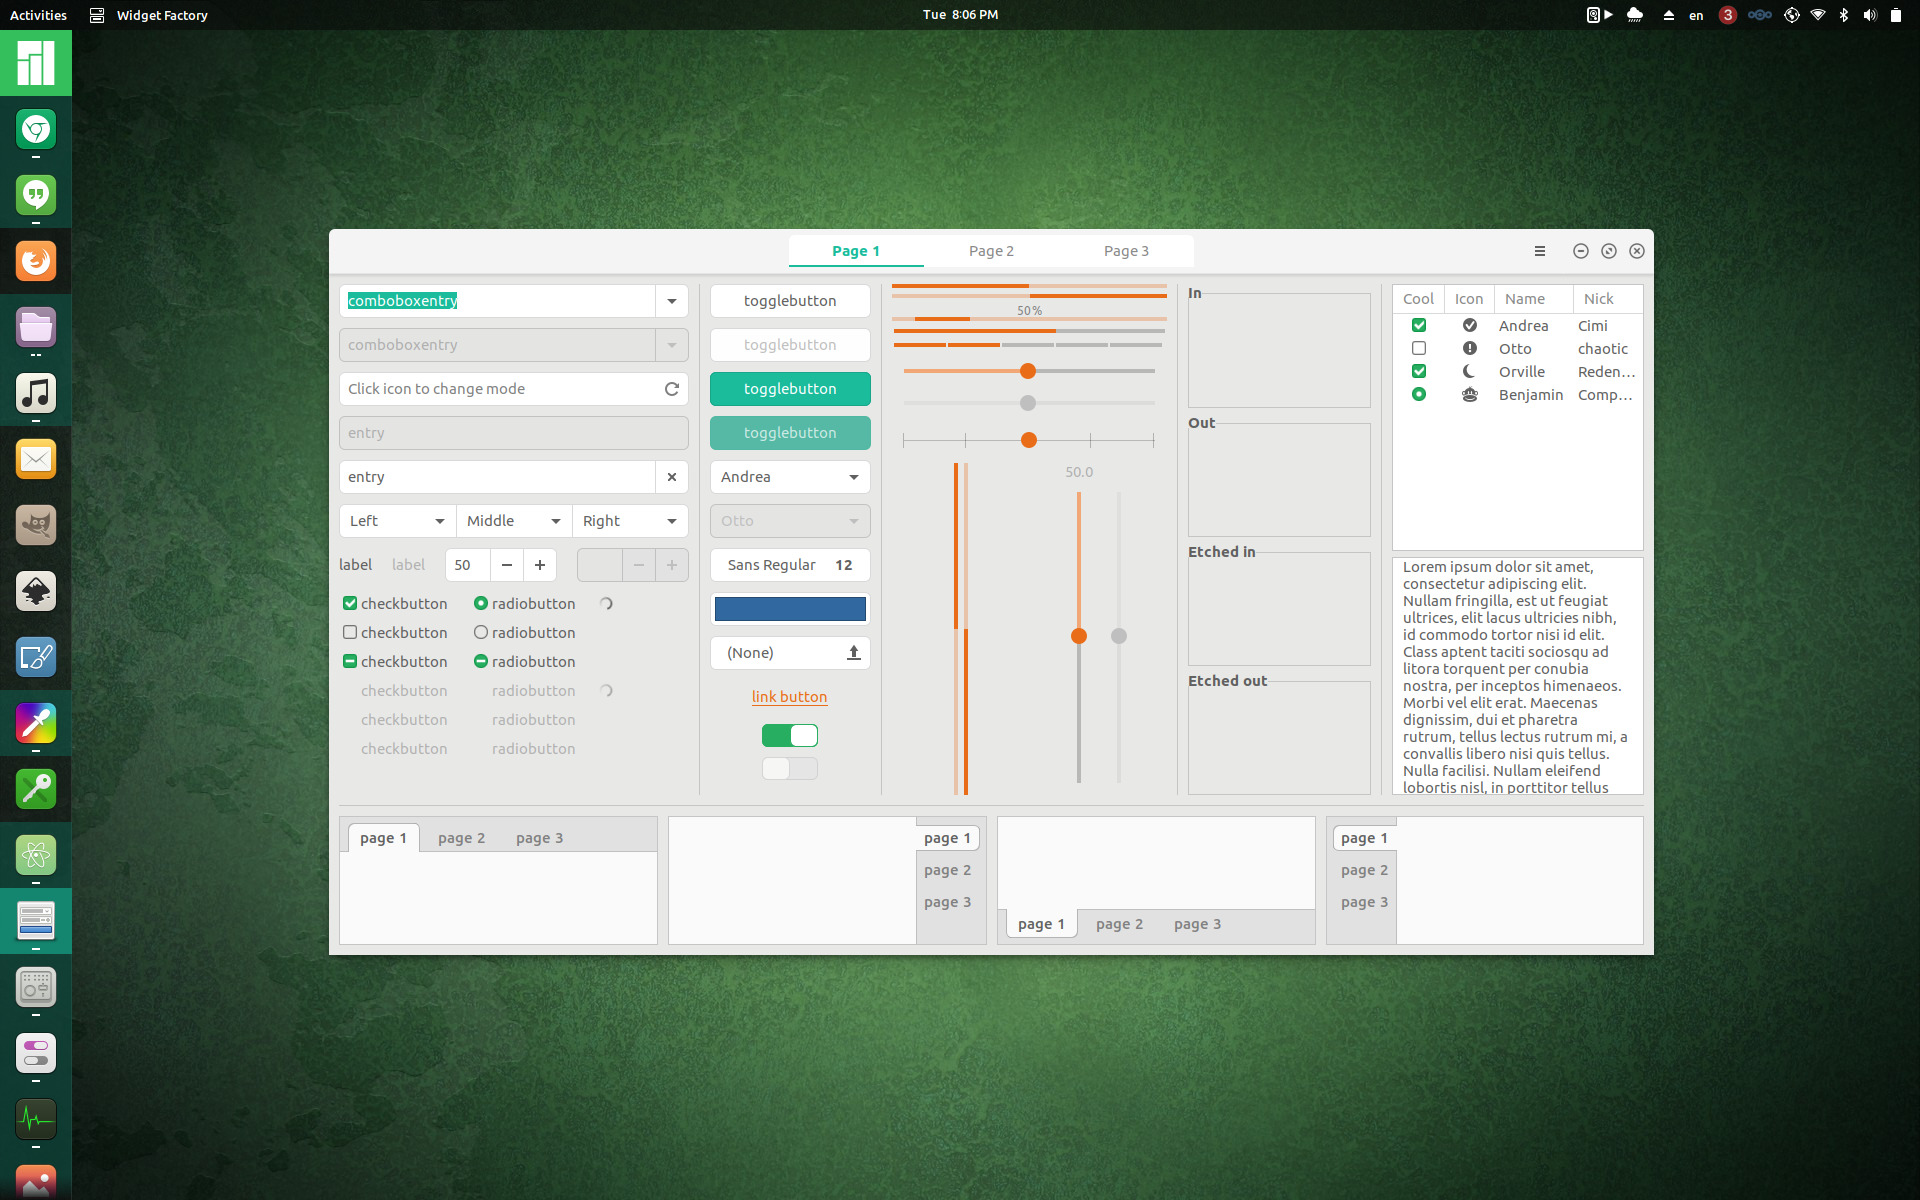 Activities
Widget Factory
Tue 8:06 PM
en
3
Page 1
Page 2
Page 3
comboboxentry
comboboxentry
Click icon to change mode
entry
entry
Left
Middle
Right
label
label
50
checkbutton
radiobutton
checkbutton
radiobutton
checkbutton
radiobutton
checkbutton
radiobutton
checkbutton
radiobutton
checkbutton
radiobutton
togglebutton
togglebutton
togglebutton
togglebutton
Andrea
Otto
Sans Regular 12
(None)
link button
50 %
50.0
In
Out
Etched in
Etched out
Cool Icon Name Nick
Andrea Cimi
Otto chaotic
Orville Reden…
Benjamin Comp…
Lorem ipsum dolor sit amet,
consectetur adipiscing elit.
Nullam fringilla, est ut feugiat
ultrices, elit lacus ultricies nibh,
id commodo tortor nisi id elit.
Class aptent taciti sociosqu ad
litora torquent per conubia
nostra, per inceptos himenaeos.
Morbi vel elit erat. Maecenas
dignissim, dui et pharetra
rutrum, tellus lectus rutrum mi, a
convallis libero nisi quis tellus.
Nulla facilisi. Nullam eleifend
lobortis nisl, in porttitor tellus
page 1
page 2
page 3
page 1
page 2
page 3
page 1
page 2
page 3
page 1
page 2
page 3